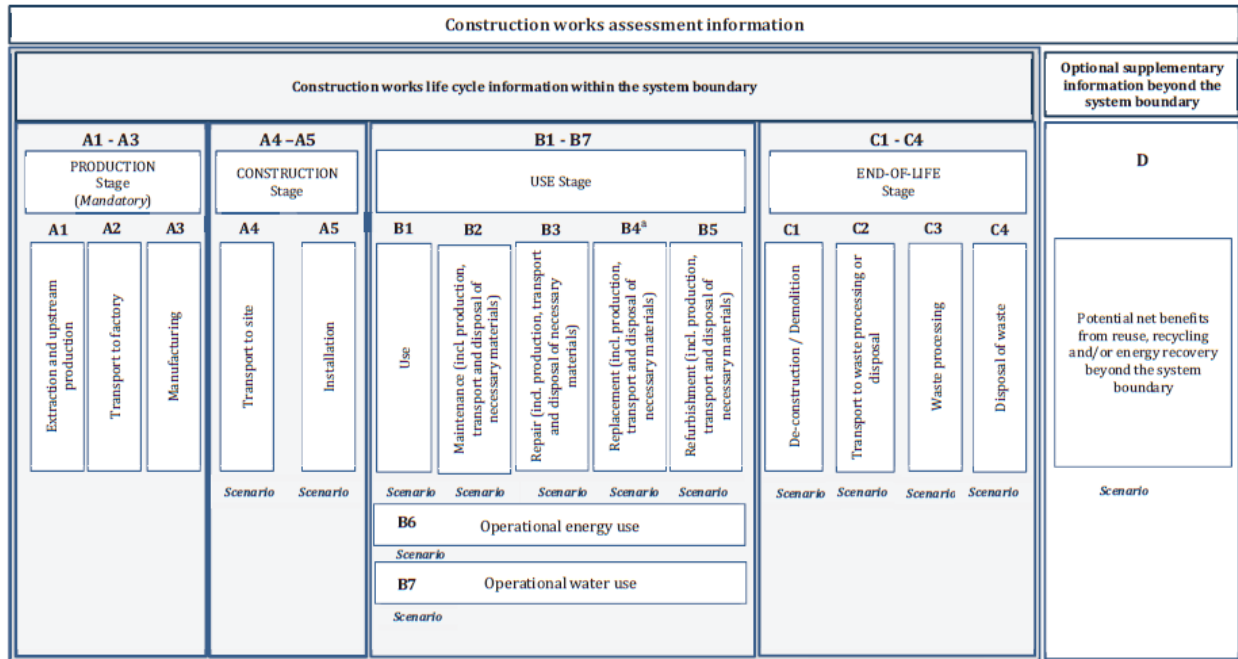 Construction works assessment information
Construction works life cycle information within the system boundary
Optional supplementary
information beyond the
system boundary
A1 - A3
PRODUCTION
Stage
(Mandatory)
A4 –A5
CONSTRUCTION
Stage
B1 - B7
USE Stage
C1 - C4
END-OF-LIFE
Stage
D
A1
A2
A3
A4
A5
B1
B2
B3
B4ª
B5
C1
C2
C3
C4
Extraction and upstream
production
Transport to factory
Manufacturing
Transport to site
Installation
Use
Maintenance (incl. production,
transport and disposal of
necessary materials)
Repair (incl. production, transport
and disposal of necessary
materials)
Replacement (incl. production,
transport and disposal of
necessary materials)
Refurbishment (incl. production,
transport and disposal of
necessary materials)
De-construction / Demolition
Transport to waste processing or
disposal
Waste processing
Disposal of waste
Potential net benefits
from reuse, recycling
and/or energy recovery
beyond the system
boundary
Scenario
Scenario
Scenario
Scenario
Scenario
Scenario
Scenario
Scenario
Scenario
Scenario
Scenario
Scenario
B6
Operational energy use
Scenario
B7
Operational water use
Scenario